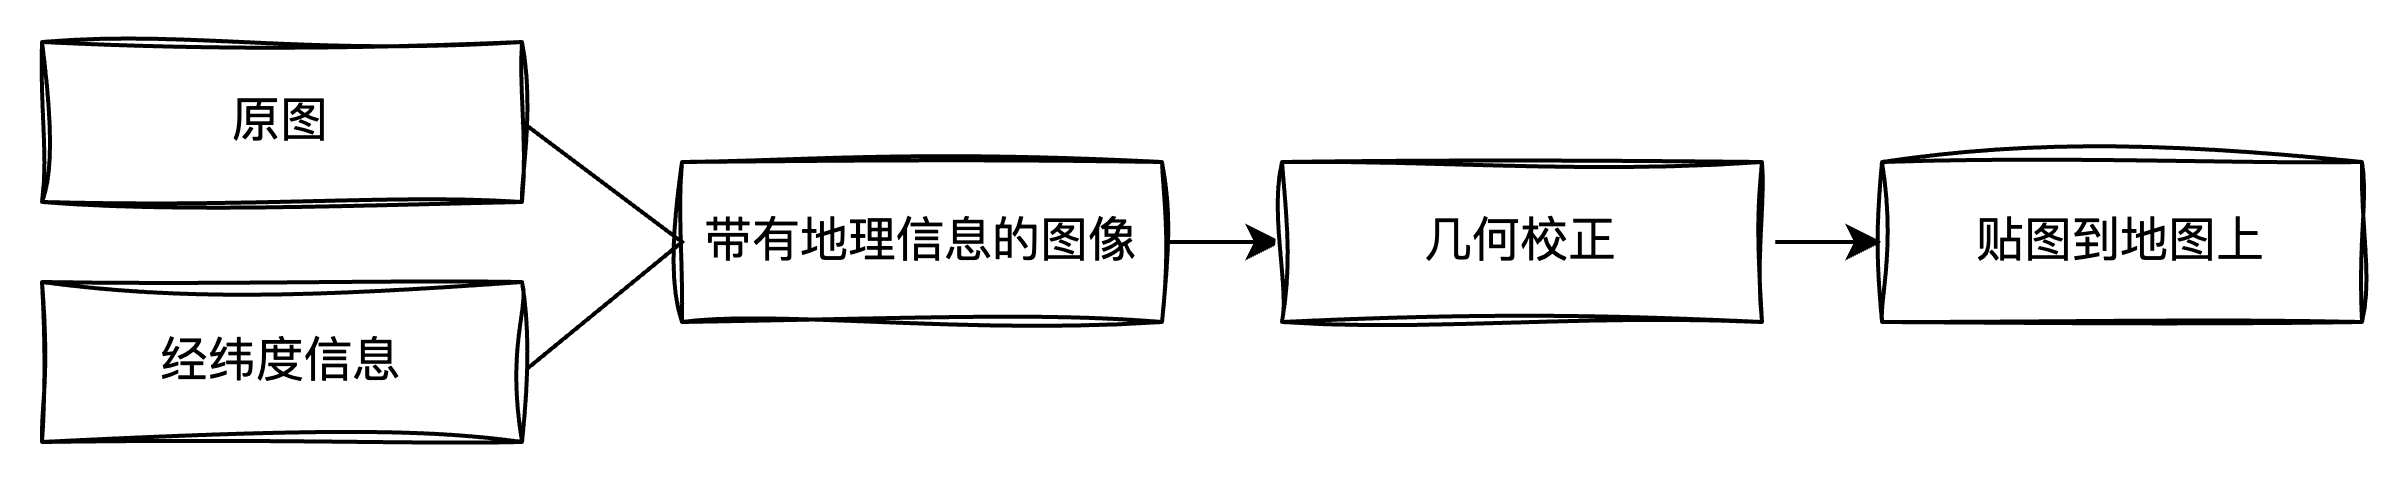 原图
经纬度信息
带有地理信息的图像
几何校正
贴图到地图上